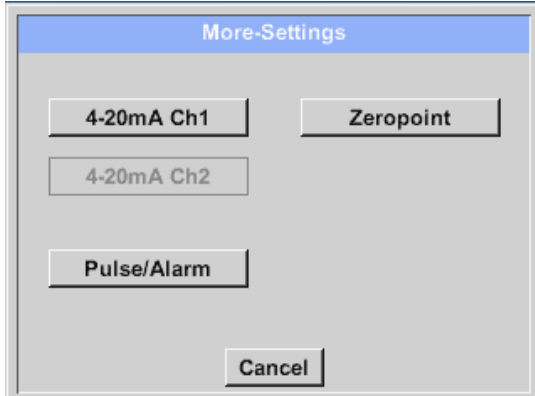 More-Settings
4-20mA Ch1
Zeropoint
4-20mA Ch2
Pulse/Alarm
Cancel